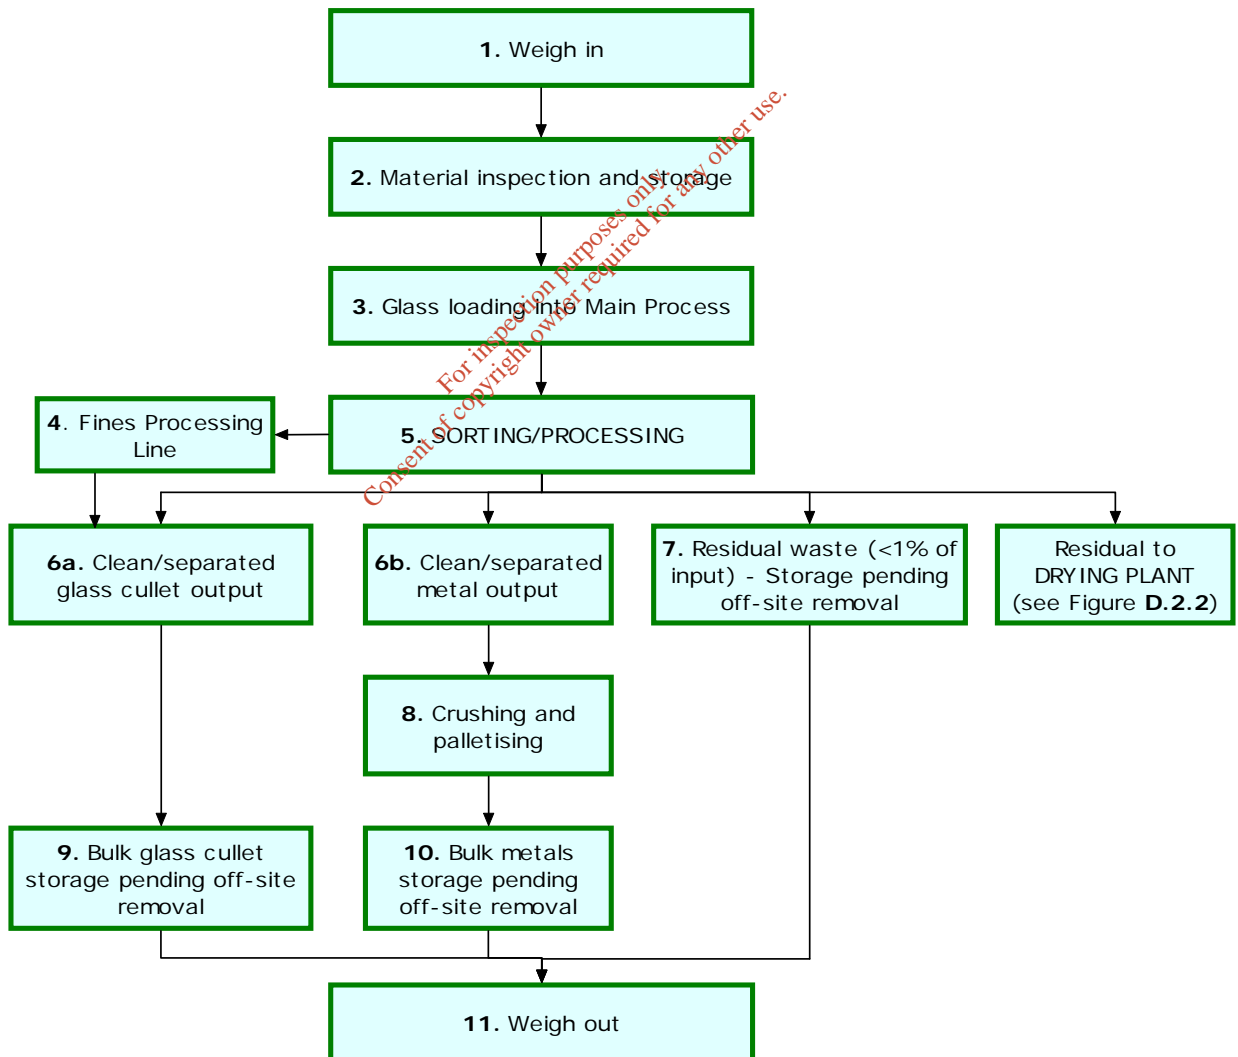 1. Weigh in
2. Material inspection and storage
3. Glass loading into Main Process
4. Fines Processing
Line
5. SORTING/PROCESSING
6a. Clean/separated
glass cullet output
6b. Clean/separated
metal output
7. Residual waste (<1% of
input) - Storage pending
off-site removal
Residual to
DRYING PLANT
(see Figure D.2.2)
8. Crushing and
palletising
9. Bulk glass cullet
storage pending off-site
removal
10. Bulk metals
storage pending
off-site removal
11. Weigh out
For inspection purposes only.
Consent of copyright owner required for any other use.